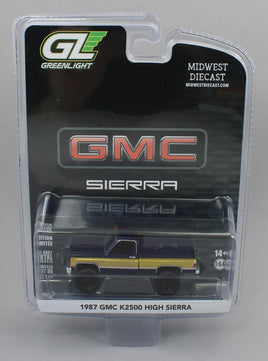 GL
GREENLIGHT
MIDWEST
DIECAST
MIDWESTDIECAST.COM
GMC
SIERRA
14+
1987 GMC K2500 HIGH SIERRA